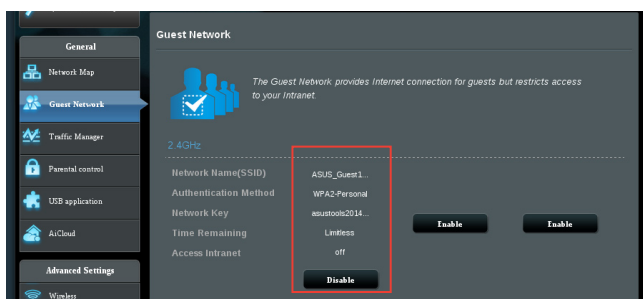 General
Network Map
Guest Network
Traffic Manager
Parental control
USB application
AiCloud
Advanced Settings
Wireless
Guest Network
The Guest Network provides Internet connection for guests but restricts access
to your Intranet.
2.4GHz
Network Name(SSID) ASUS_Guest1...
Authentication Method WPA2-Personal
Network Key asustools2014...
Time Remaining Limitless
Access Intranet off
Disable
Enable Enable